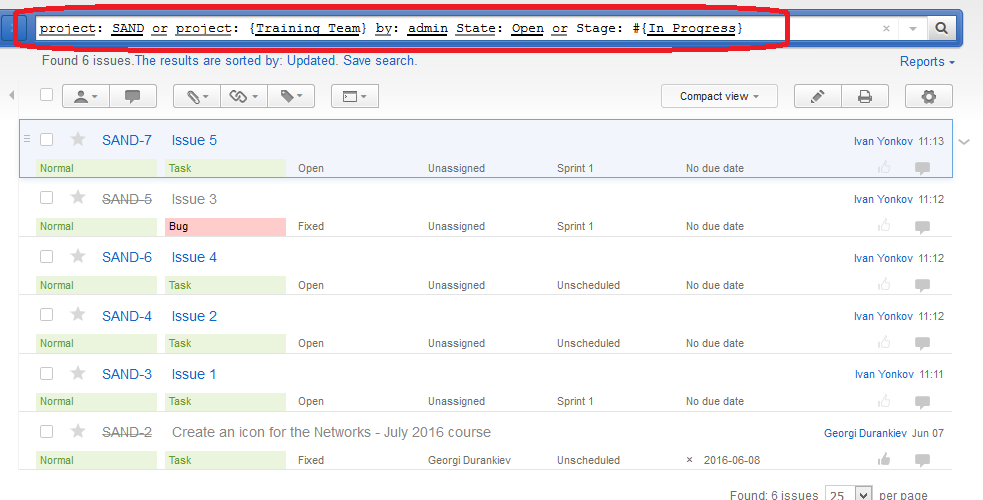 project: SAND or project: {Training Team} by: admin State: Open or Stage: #{In Progress}
Found 6 issues.The results are sorted by: Updated. Save search. Reports
Compact view
SAND-7 Issue 5 Ivan Yonkov 11:13
Normal Task Open Unassigned Sprint 1 No due date
SAND-5 Issue 3 Ivan Yonkov 11:12
Normal Bug Fixed Unassigned Sprint 1 No due date
SAND-6 Issue 4 Ivan Yonkov 11:12
Normal Task Open Unassigned Unscheduled No due date
SAND-4 Issue 2 Ivan Yonkov 11:12
Normal Task Open Unassigned Unscheduled No due date
SAND-3 Issue 1 Ivan Yonkov 11:11
Normal Task Open Unassigned Sprint 1 No due date
SAND-2 Create an icon for the Networks - July 2016 course Georgi Durankiev Jun 07
Normal Task Fixed Georgi Durankiev Unscheduled × 2016-06-08
Found: 6 issues 25 per page